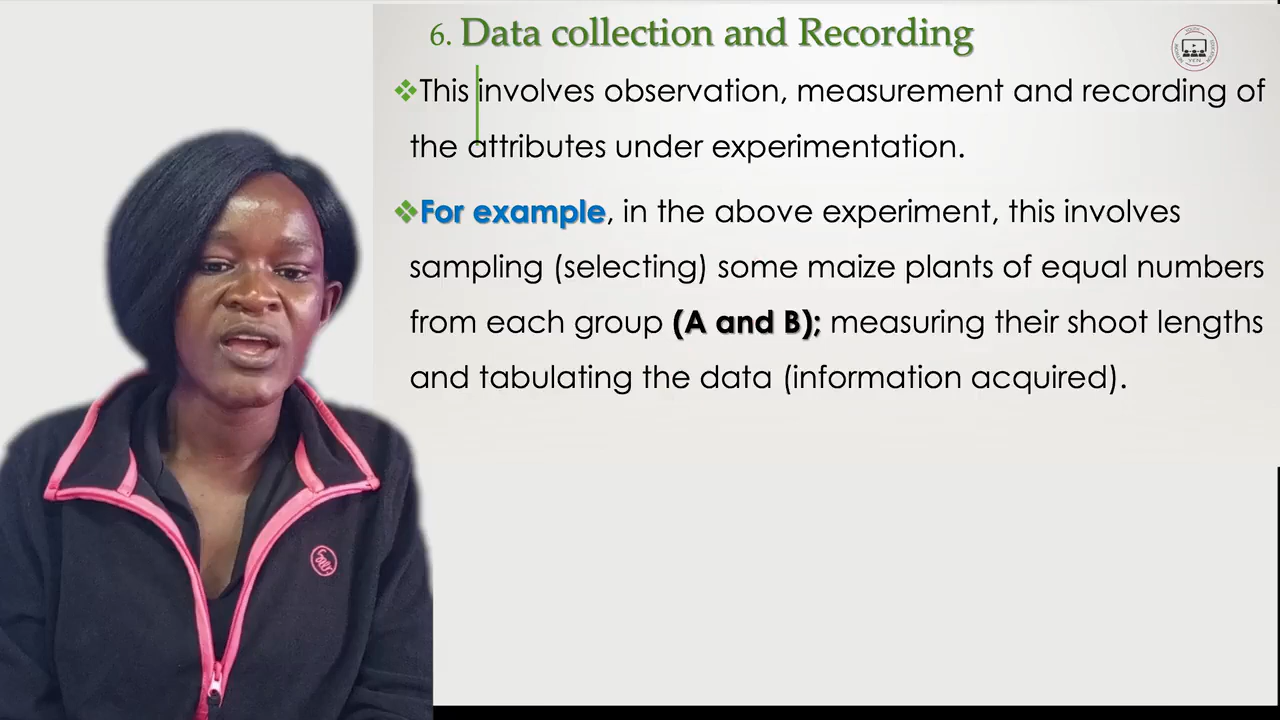 6. Data collection and Recording
❖This involves observation, measurement and recording of
the attributes under experimentation.
❖For example, in the above experiment, this involves
sampling (selecting) some maize plants of equal numbers
from each group (A and B); measuring their shoot lengths
and tabulating the data (information acquired).